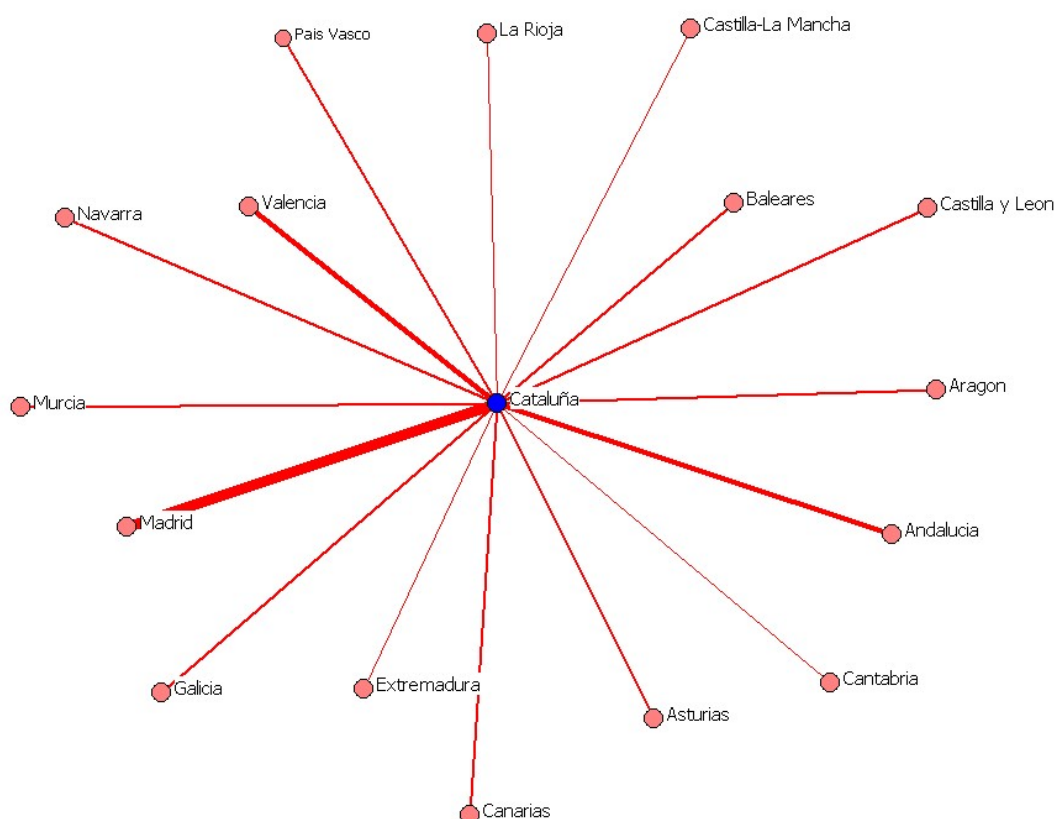 Pais Vasco
La Rioja
Castilla-La Mancha
Navarra
Valencia
Baleares
Castilla y Leon
Murcia
Cataluña
Aragon
Madrid
Andalucia
Galicia
Extremadura
Cantabria
Asturias
Canarias